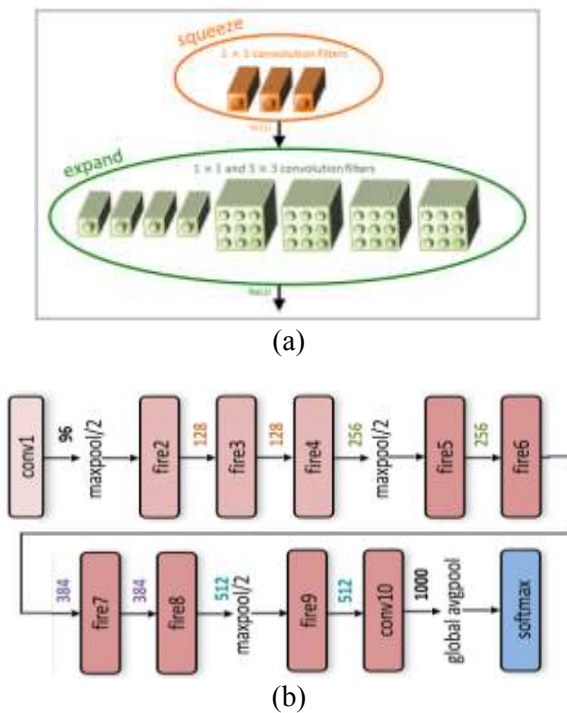 squeeze
1 × 1 convolution filters
ReLU
expand
1 × 1 and 3 × 3 convolution filters
ReLU
(a)
conv1
96
maxpool/2
fire2
128
fire3
128
fire4
256
maxpool/2
fire5
256
fire6
384
fire7
384
fire8
512
maxpool/2
fire9
512
conv10
1000
global avgpool
softmax
(b)